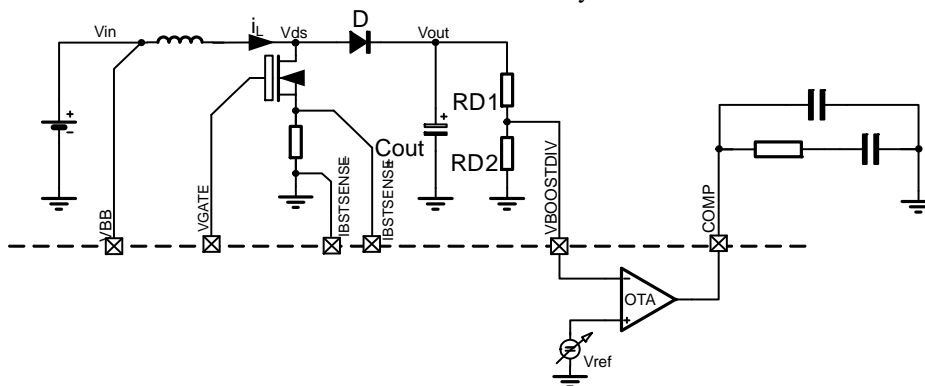 y
Vin
iL
Vds
D
Vout
RD1
RD2
Cout
+
-
+
VBB
VGATE
IBSTSENSE-
IBSTSENSE+
VBOOSTDIV
COMP
-
OTA
+
Vref